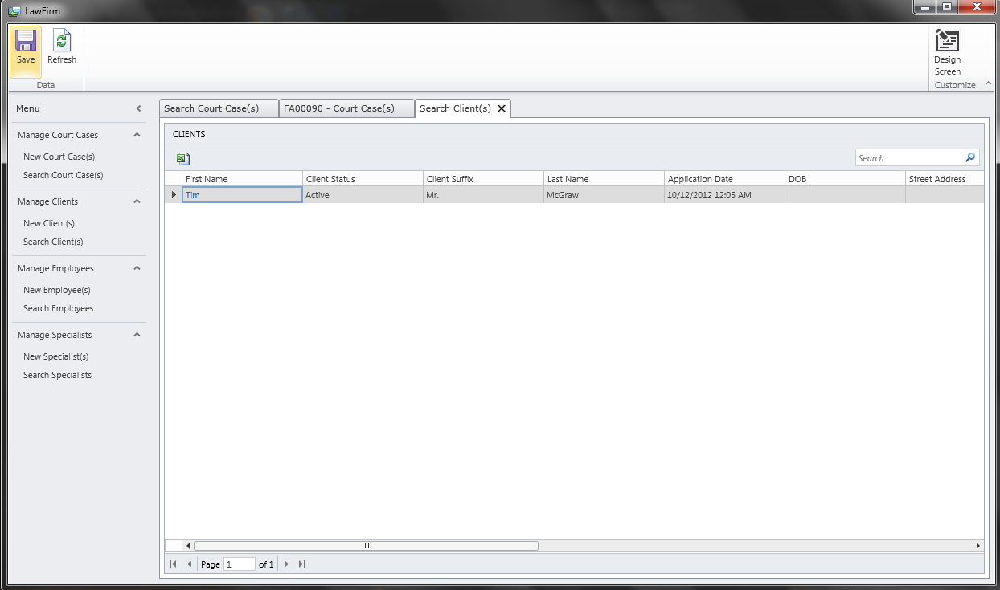 LawFirm
Save
Refresh
Data
Design
Screen
Customize
Menu
Manage Court Cases
New Court Case(s)
Search Court Case(s)
Manage Clients
New Client(s)
Search Client(s)
Manage Employees
New Employee(s)
Search Employees
Manage Specialists
New Specialist(s)
Search Specialists
Search Court Case(s) FA00090 - Court Case(s) Search Client(s)
CLIENTS
Search
First Name Client Status Client Suffix Last Name Application Date DOB Street Address
Tim Active Mr. McGraw 10/12/2012 12:05 AM
Page 1 of 1